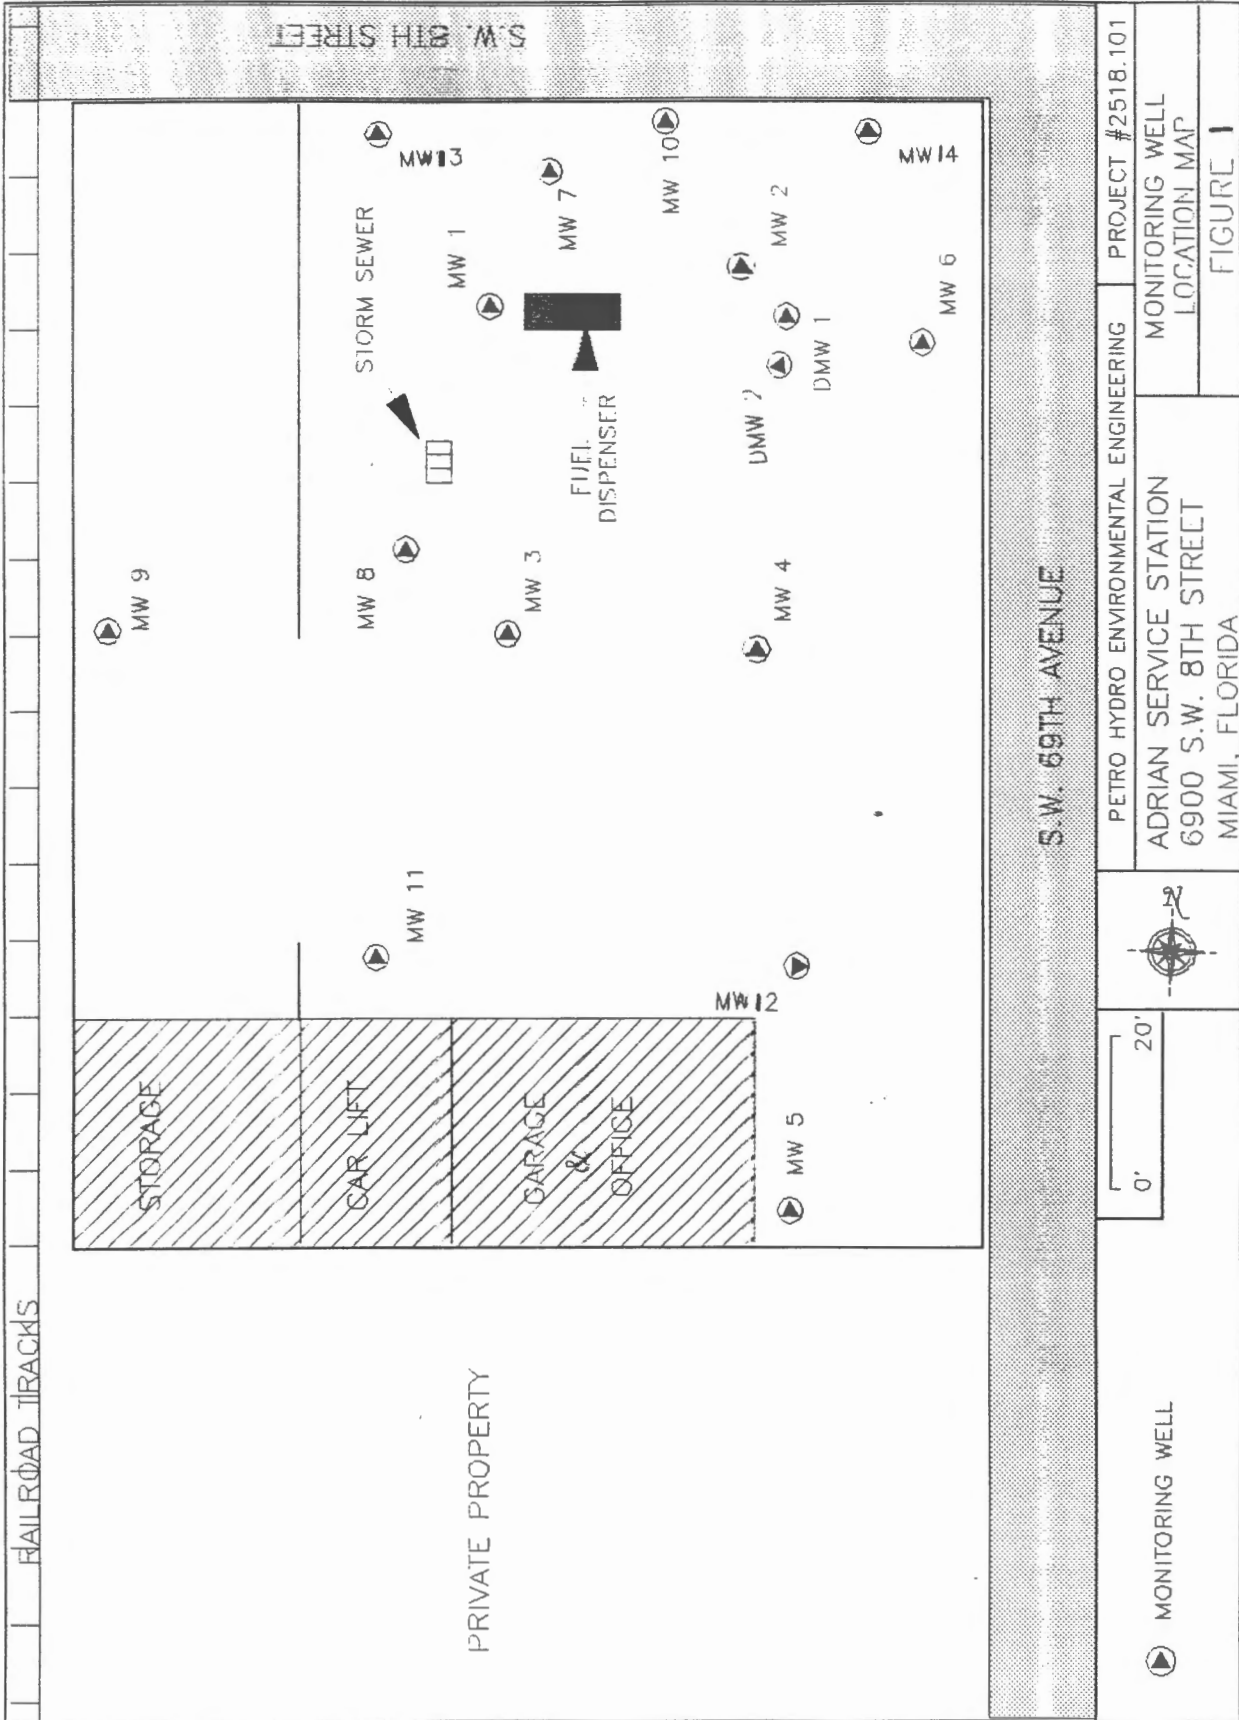 RAILROAD TRACKS
S.W. 8TH STREET
MW13
MW 10
MW14
MW 7
MW 1
STORM SEWER
MW 2
MW 6
DMW 1
DMW 2
FUEL
DISPENSER
MW 9
MW 8
MW 3
MW 4
MW 11
MW12
MW 5
STORAGE
CAR LIFT
GARAGE
&
OFFICE
PRIVATE PROPERTY
S.W. 69TH AVENUE
MONITORING WELL
0' 20'
N
PETRO HYDRO ENVIRONMENTAL ENGINEERING
PROJECT #2518.101
ADRIAN SERVICE STATION
6900 S.W. 8TH STREET
MIAMI, FLORIDA
MONITORING WELL
LOCATION MAP
FIGURE 1